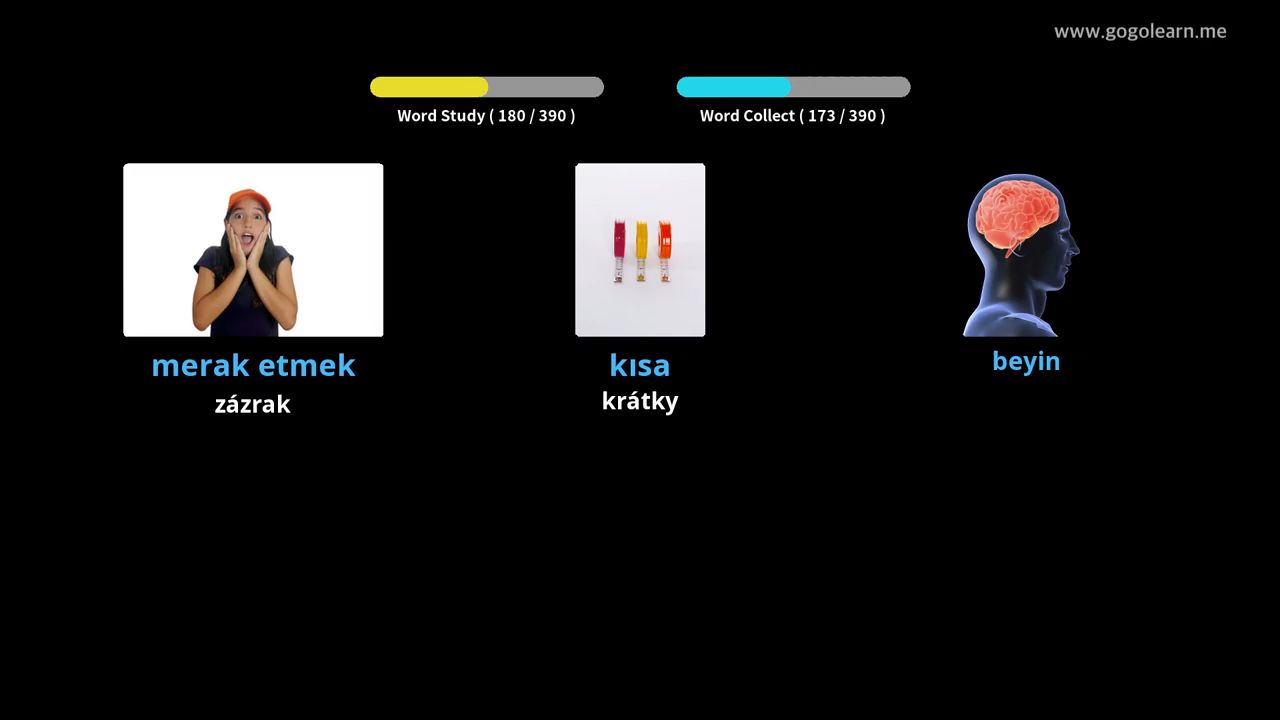 www.gogolearn.me
Word Study ( 180 / 390 )
Word Collect ( 173 / 390 )
merak etmek
zázrak
kısa
krátky
beyin